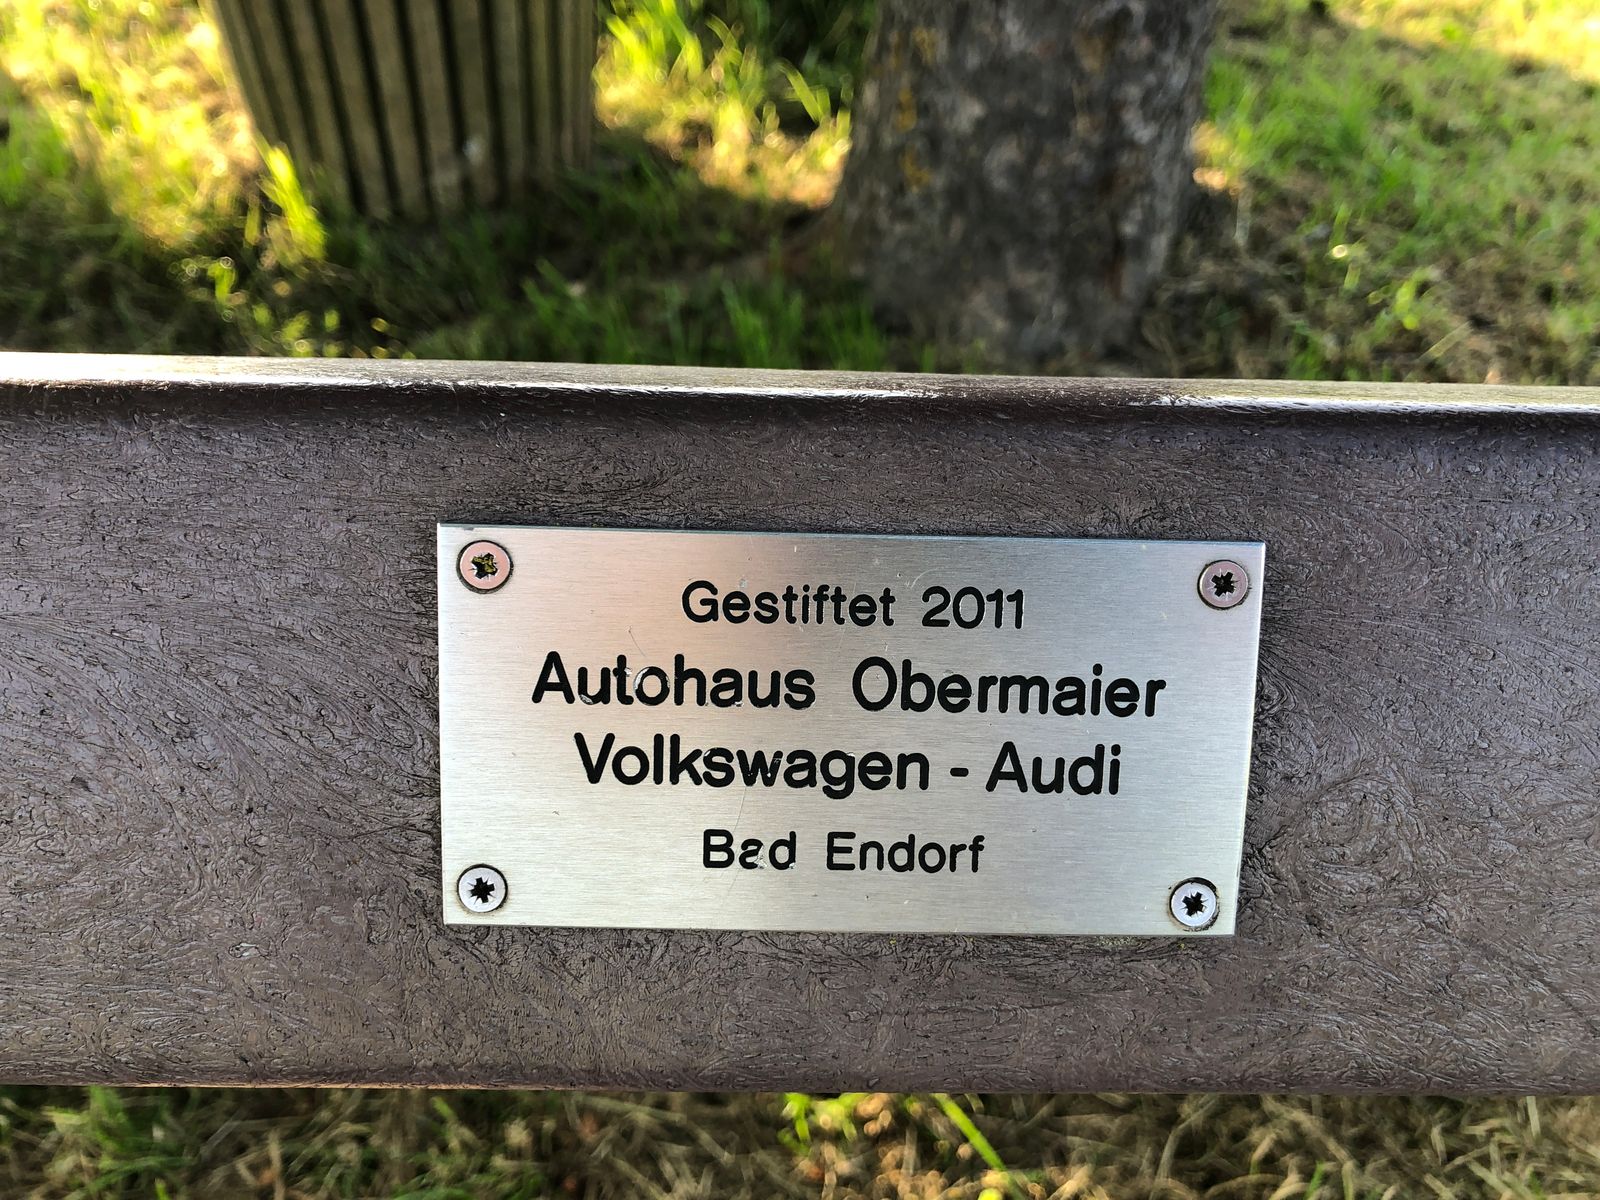 Gestiftet 2011
Autohaus Obermaier
Volkswagen - Audi
Bad Endorf